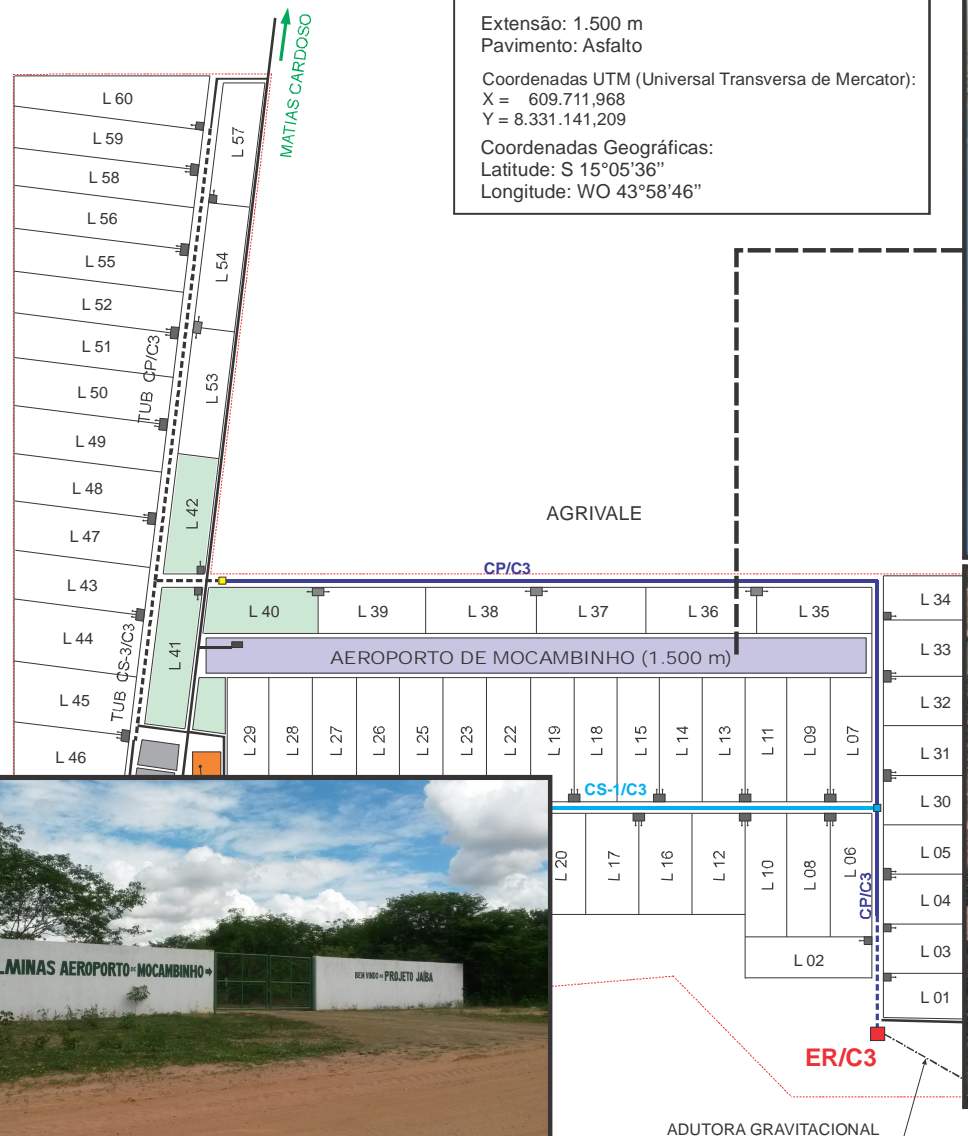 Extensão: 1.500 m
Pavimento: Asfalto
Coordenadas UTM (Universal Transversa de Mercator):
X = 609.711,968
Y = 8.331.141,209
Coordenadas Geográficas:
Latitude: S 15°05'36’’
Longitude: WO 43°58'46’’
MATIAS CARDOSO
L 60
L 59
L 58
L 56
L 55
L 52
L 51
L 50
L 49
L 48
L 47
L 43
L 44
L 45
L 46
L 57
L 54
L 53
L 42
L 41
TUB CP/C3
TUB CS-3/C3
AGRIVALE
CP/C3
L 40
L 39
L 38
L 37
L 36
L 35
AEROPORTO DE MOCAMBINHO (1.500 m)
L 29
L 28
L 27
L 26
L 25
L 23
L 22
L 19
L 18
L 15
L 14
L 13
L 11
L 09
L 07
CS-1/C3
L 20
L 17
L 16
L 12
L 10
L 08
L 06
CP/C3
L 02
L 34
L 33
L 32
L 31
L 30
L 05
L 04
L 03
L 01
ER/C3
ADUTORA GRAVITACIONAL
LMINAS AEROPORTO DE MOCAMBINHO
BEM VINDO AO PROJETO JAÍBA